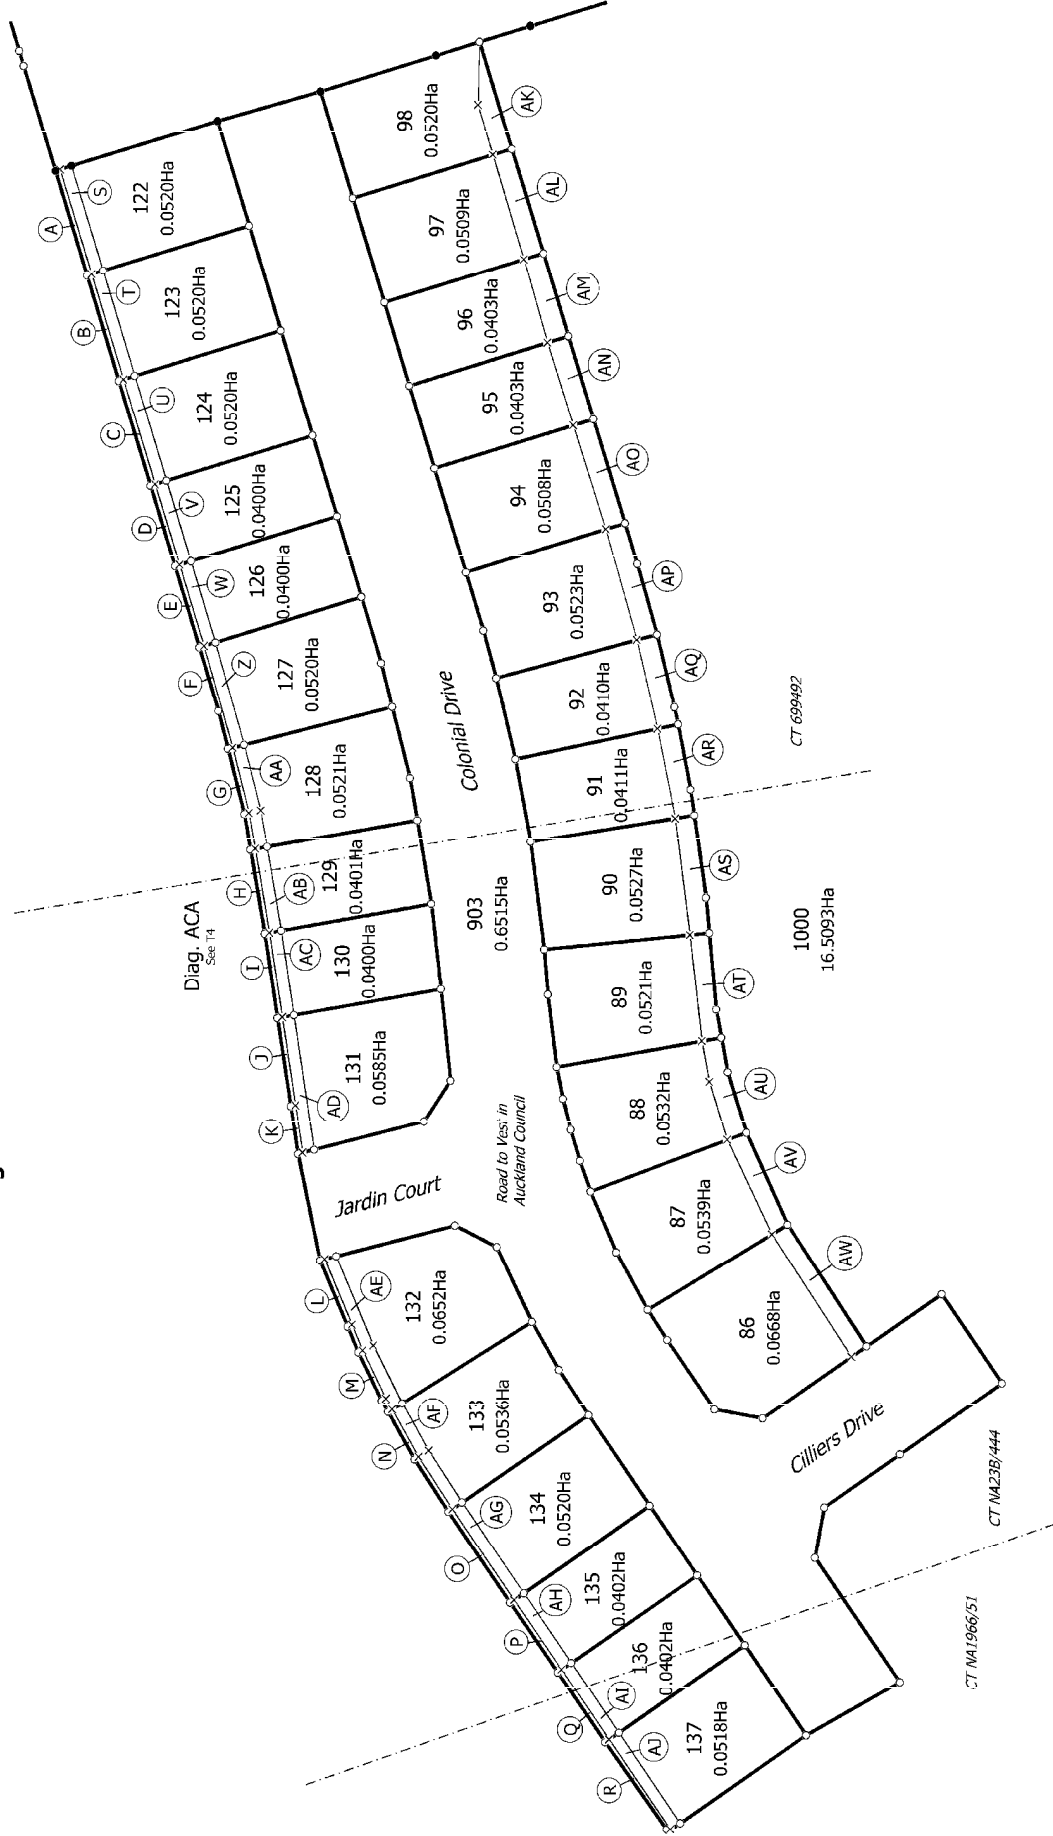 A
S
122
0.0520Ha
T
B
123
0.0520Ha
U
C
124
0.0520Ha
V
D
125
0.0400Ha
W
E
126
0.0400Ha
Z
F
127
0.0520Ha
AA
G
128
0.0521Ha
H
AB
129
0.0401Ha
I
AC
130
0.0400Ha
J
AD
131
0.0585Ha
K
Diag. ACA
See T4
98
0.0520Ha
AK
97
0.0509Ha
AL
96
0.0403Ha
AM
95
0.0403Ha
AN
94
0.0508Ha
AO
93
0.0523Ha
AP
92
0.0410Ha
AQ
91
0.0411Ha
AR
90
0.0527Ha
AS
89
0.0521Ha
AT
88
0.0532Ha
AU
87
0.0539Ha
AV
86
0.0668Ha
AW
Colonial Drive
903
0.6515Ha
Road to Vest in
Auckland Council
Jardin Court
CT 699492
1000
16.5093Ha
L
AE
132
0.0652Ha
M
AF
133
0.0536Ha
N
AG
134
0.0520Ha
O
AH
135
0.0402Ha
P
AI
136
0.0402Ha
Q
AJ
137
0.0518Ha
R
Cilliers Drive
CT NA23B/444
CT NA1966/51